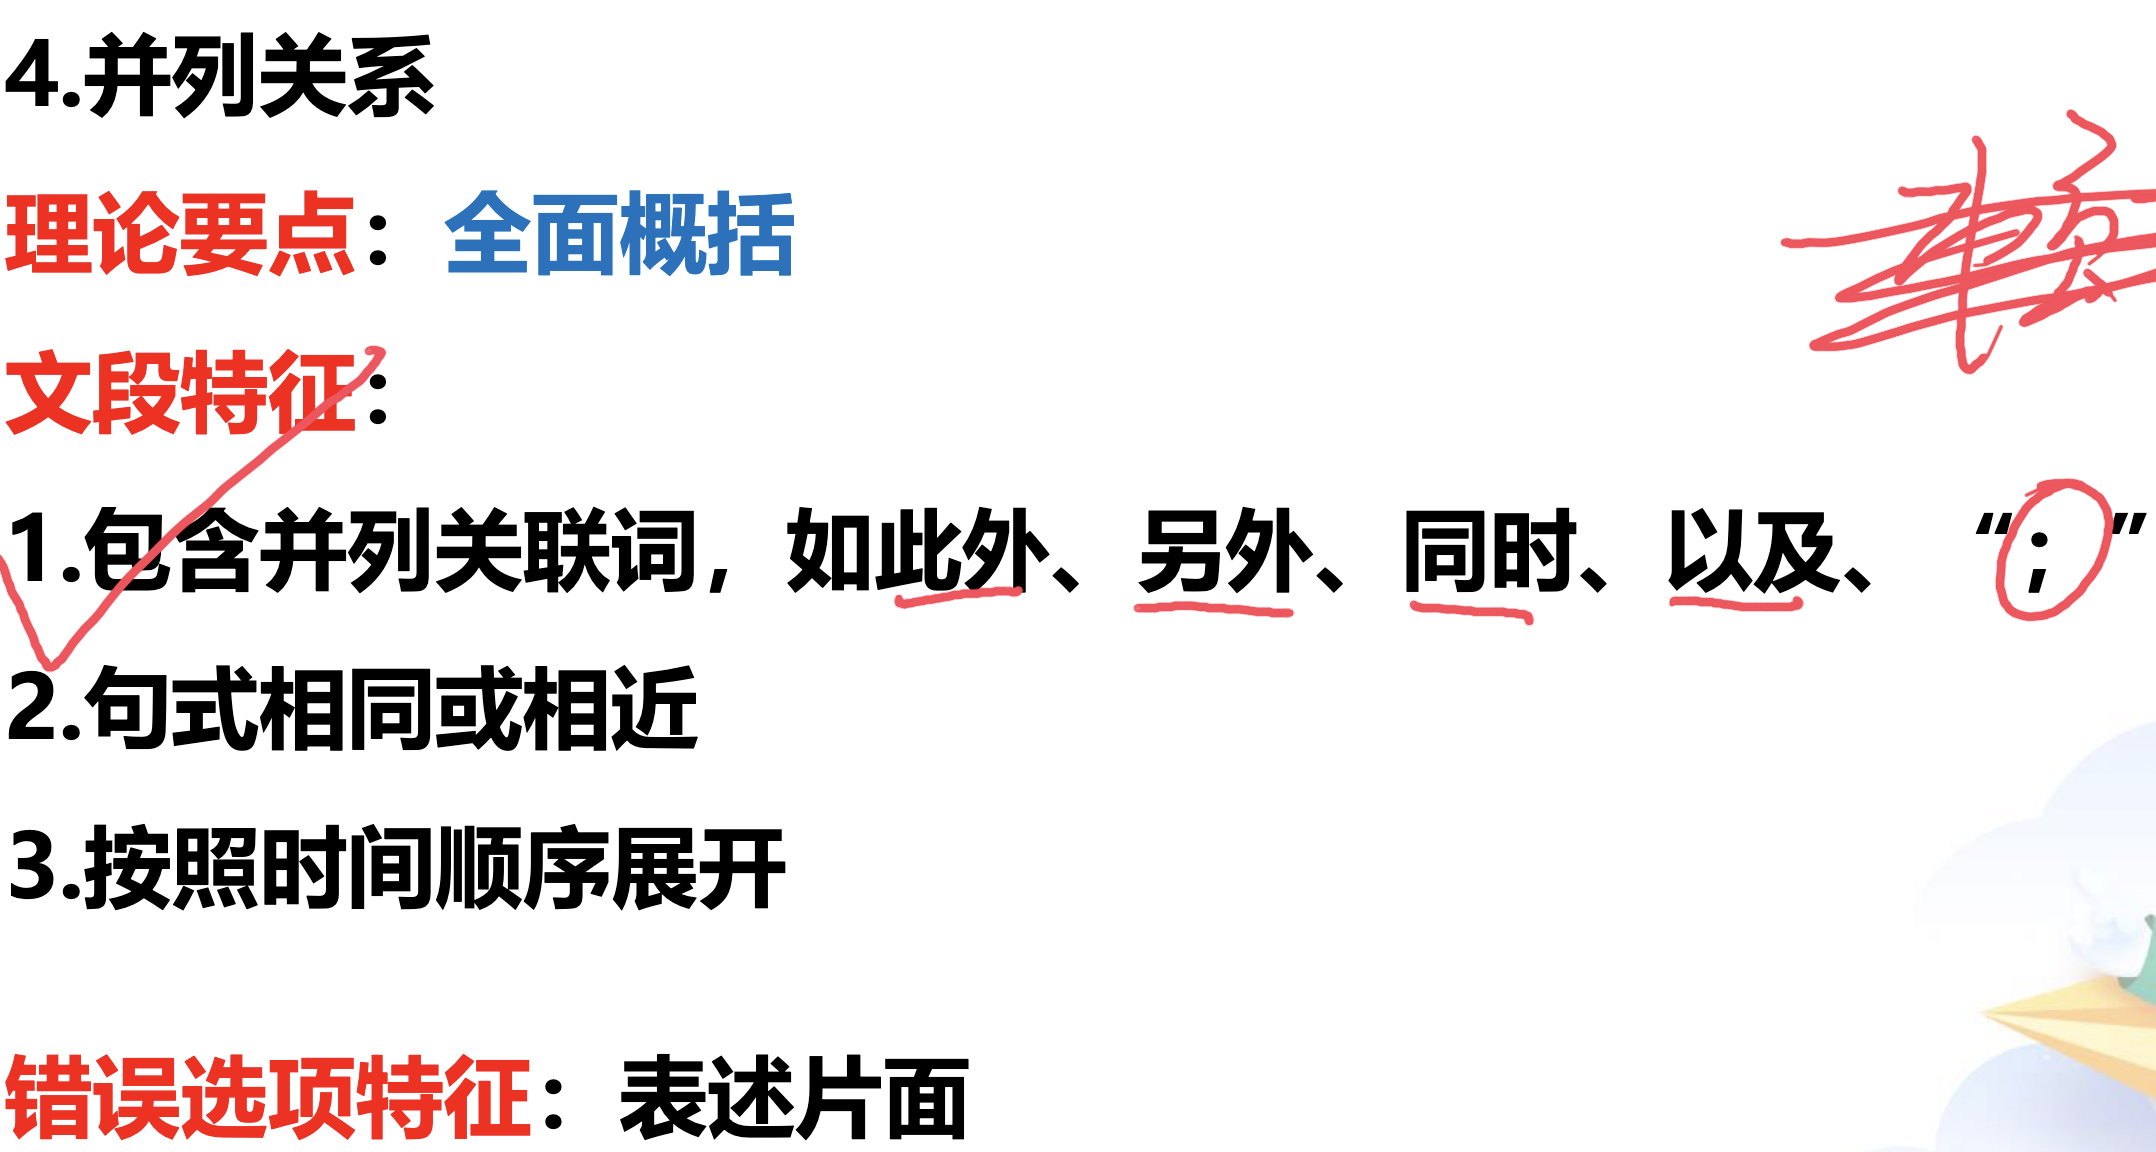 4.并列关系
理论要点：全面概括
文段特征：
1.包含并列关联词，如此外、另外、同时、以及、“；”
2.句式相同或相近
3.按照时间顺序展开
错误选项特征：表述片面